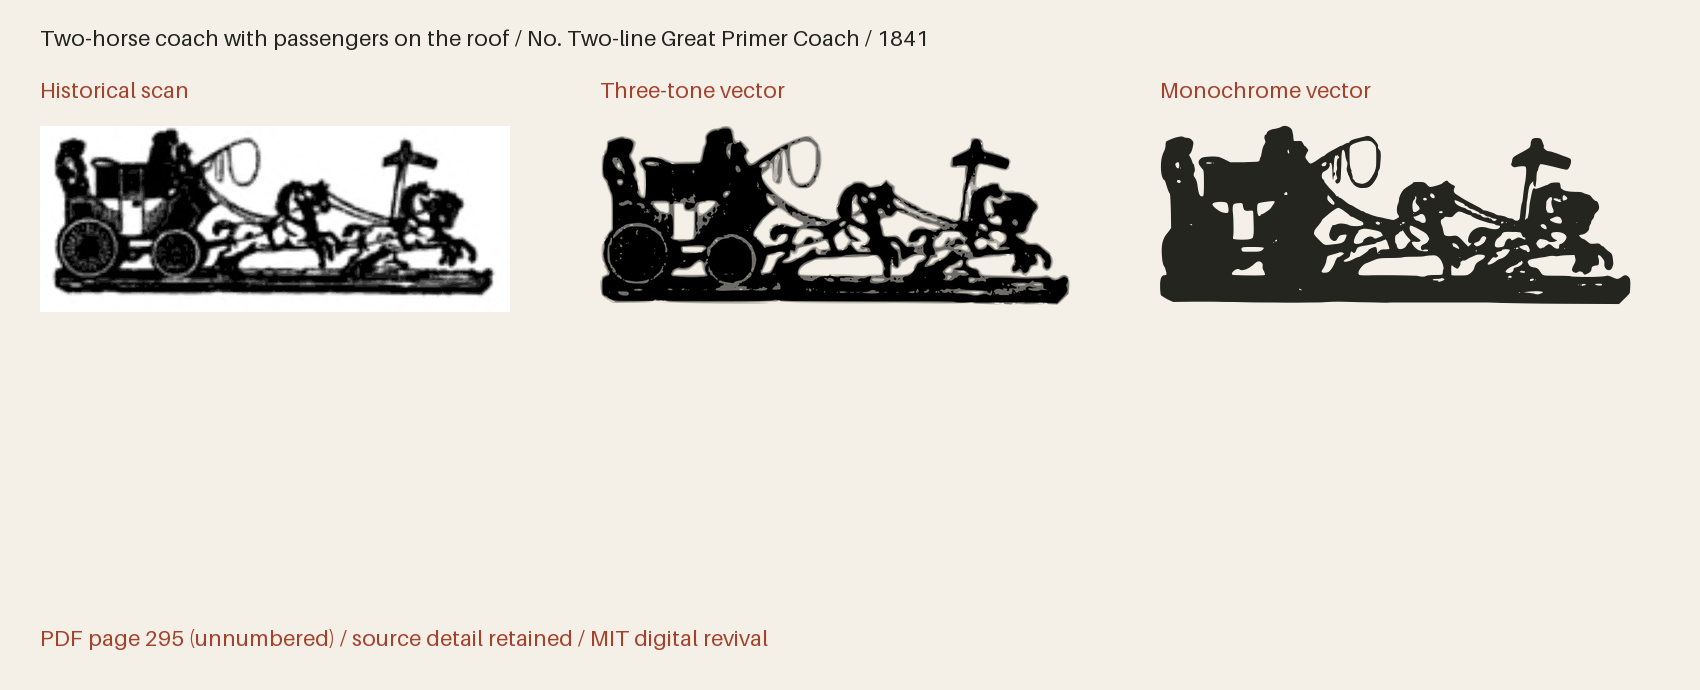 Two-horse coach with passengers on the roof / No. Two-line Great Primer Coach / 1841
Historical scan
Three-tone vector
Monochrome vector
PDF page 295 (unnumbered) / source detail retained / MIT digital revival